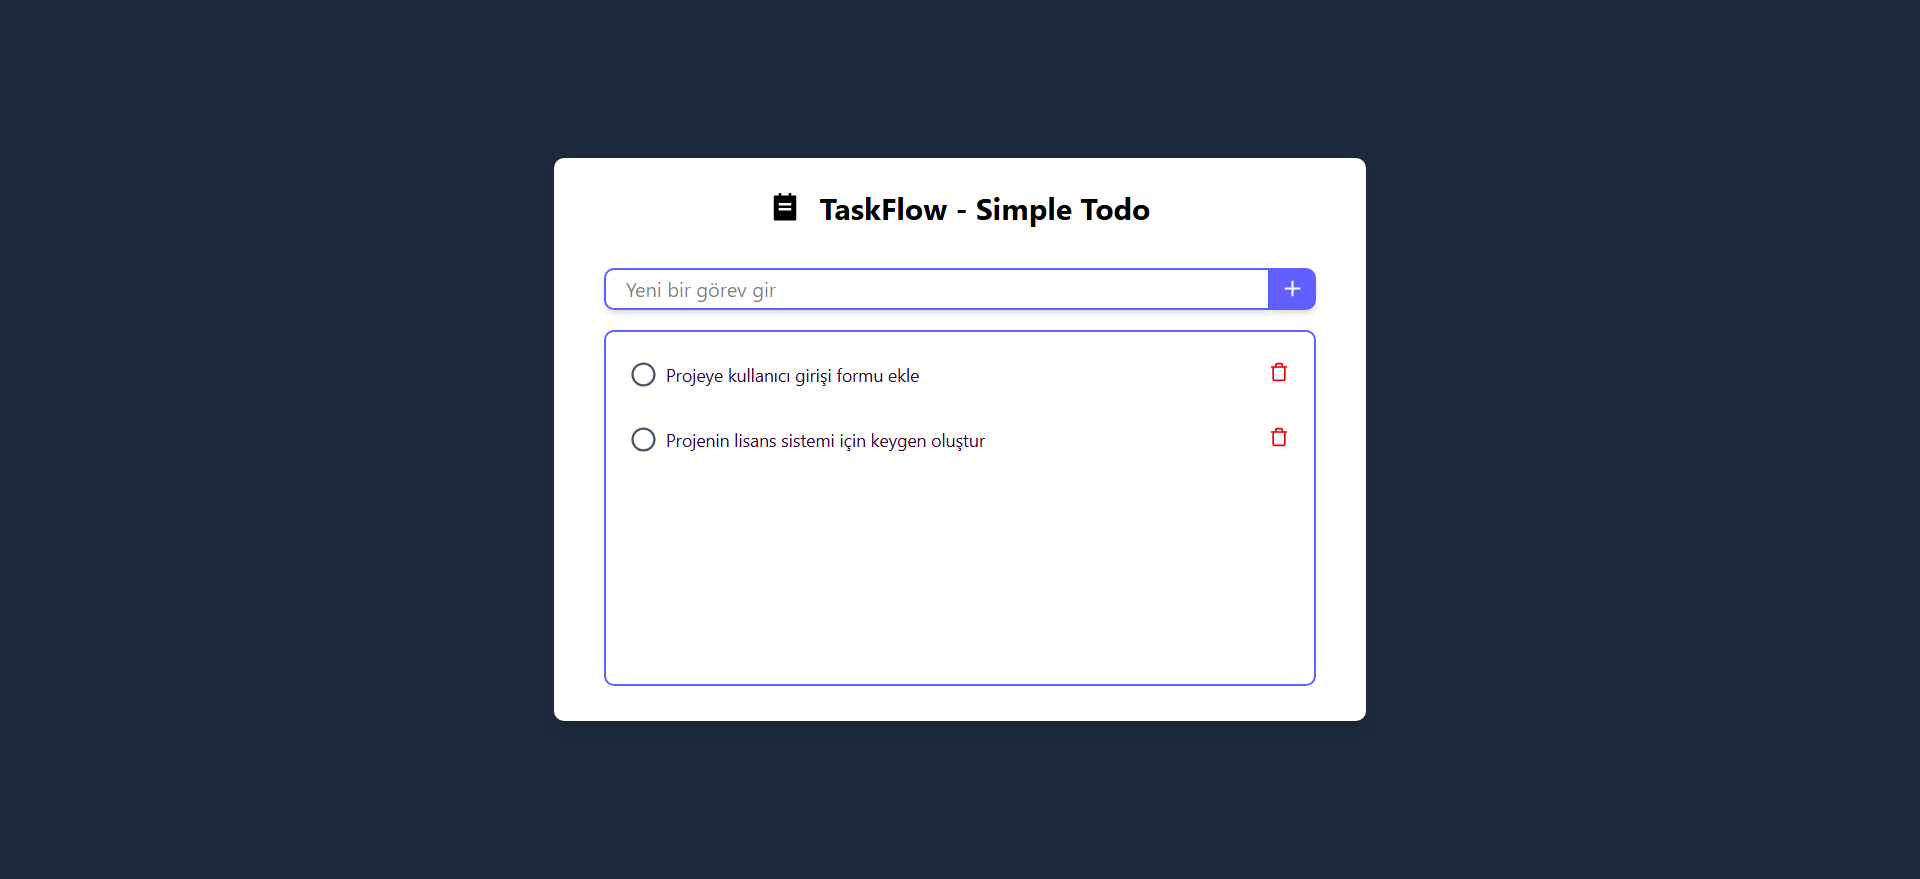 TaskFlow - Simple Todo
Yeni bir görev gir
Projeye kullanıcı girişi formu ekle
Projenin lisans sistemi için keygen oluştur